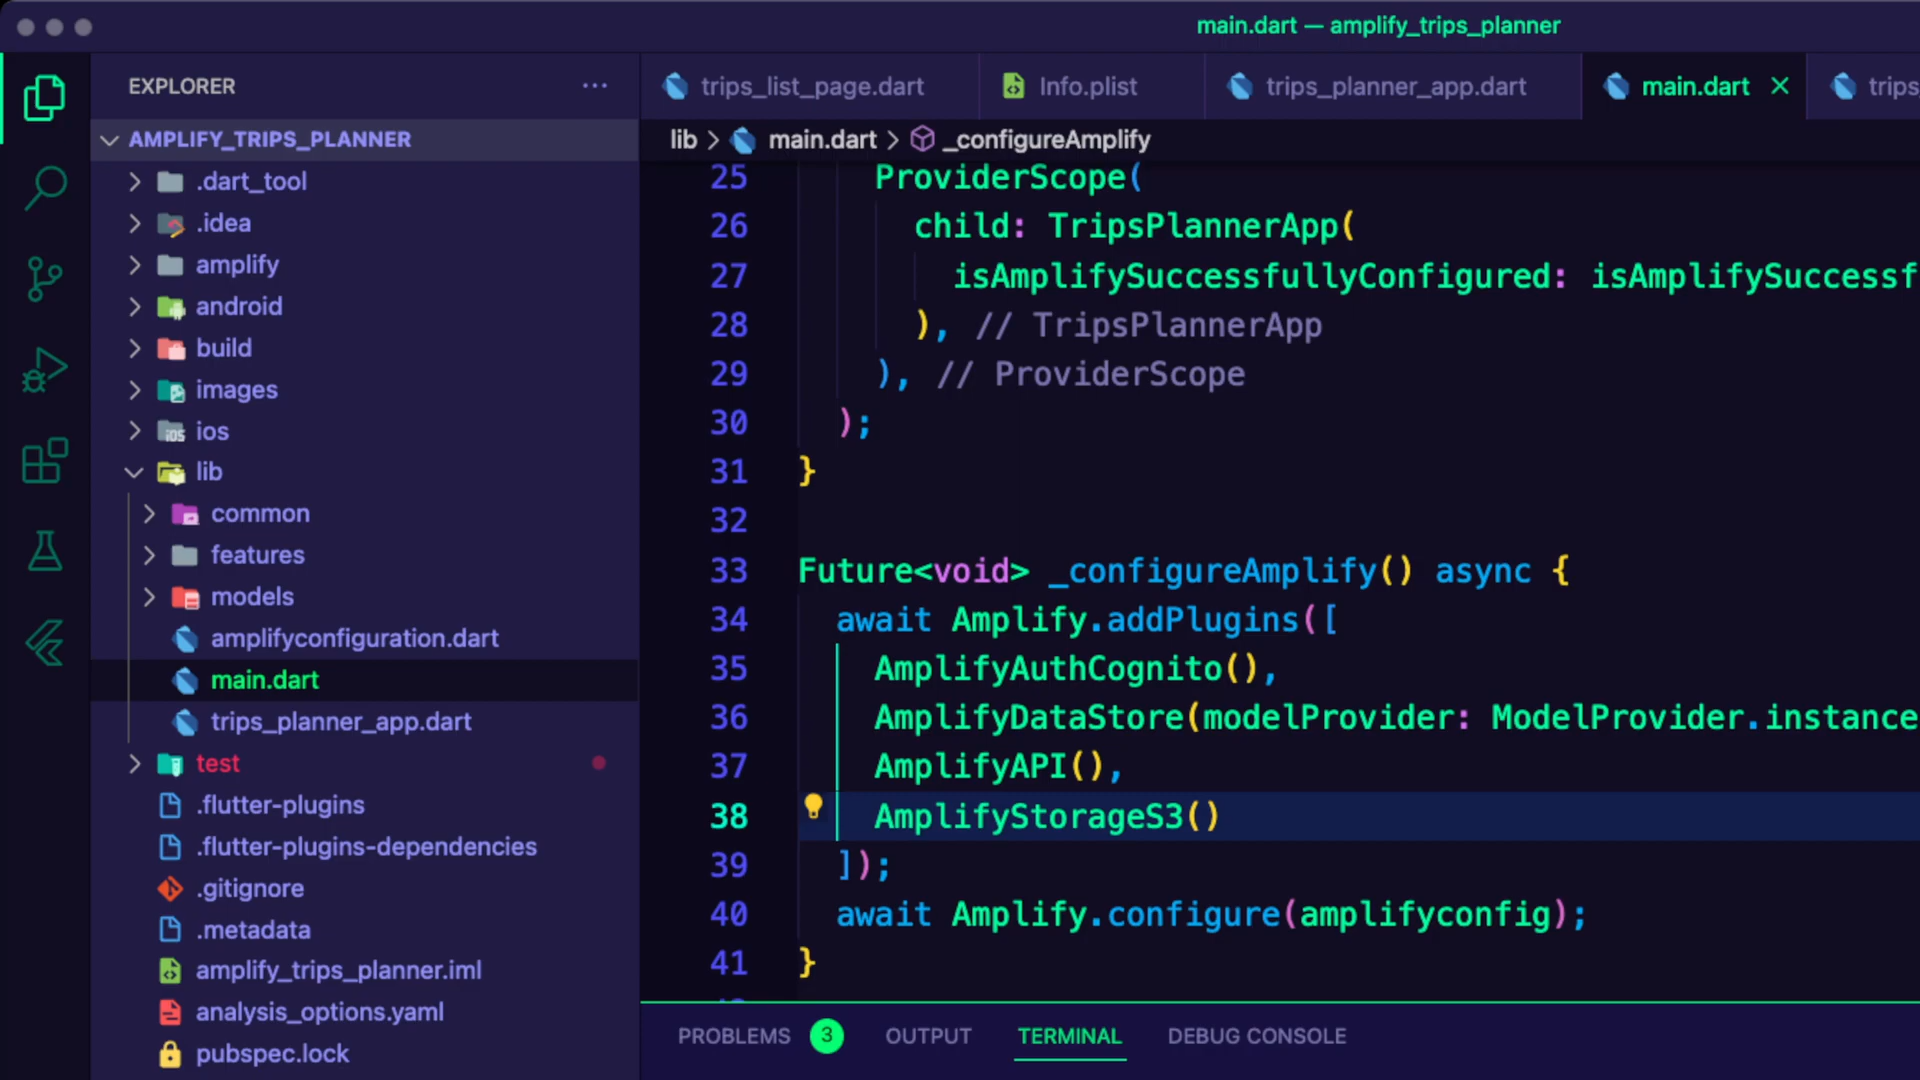 main.dart — amplify_trips_planner
EXPLORER
···
AMPLIFY_TRIPS_PLANNER
.dart_tool
.idea
amplify
android
build
images
ios
lib
common
features
models
amplifyconfiguration.dart
main.dart
trips_planner_app.dart
test
.flutter-plugins
.flutter-plugins-dependencies
.gitignore
.metadata
amplify_trips_planner.iml
analysis_options.yaml
pubspec.lock
trips_list_page.dart
Info.plist
trips_planner_app.dart
main.dart
trips
lib > main.dart > _configureAmplify
25 ProviderScope(
26 child: TripsPlannerApp(
27 isAmplifySuccessfullyConfigured: isAmplifySuccessf
28 ), // TripsPlannerApp
29 ), // ProviderScope
30 );
31 }
32
33 Future<void> _configureAmplify() async {
34 await Amplify.addPlugins([
35 AmplifyAuthCognito(),
36 AmplifyDataStore(modelProvider: ModelProvider.instance
37 AmplifyAPI(),
38 AmplifyStorageS3()
39 ]);
40 await Amplify.configure(amplifyconfig);
41 }
PROBLEMS 3 OUTPUT TERMINAL DEBUG CONSOLE